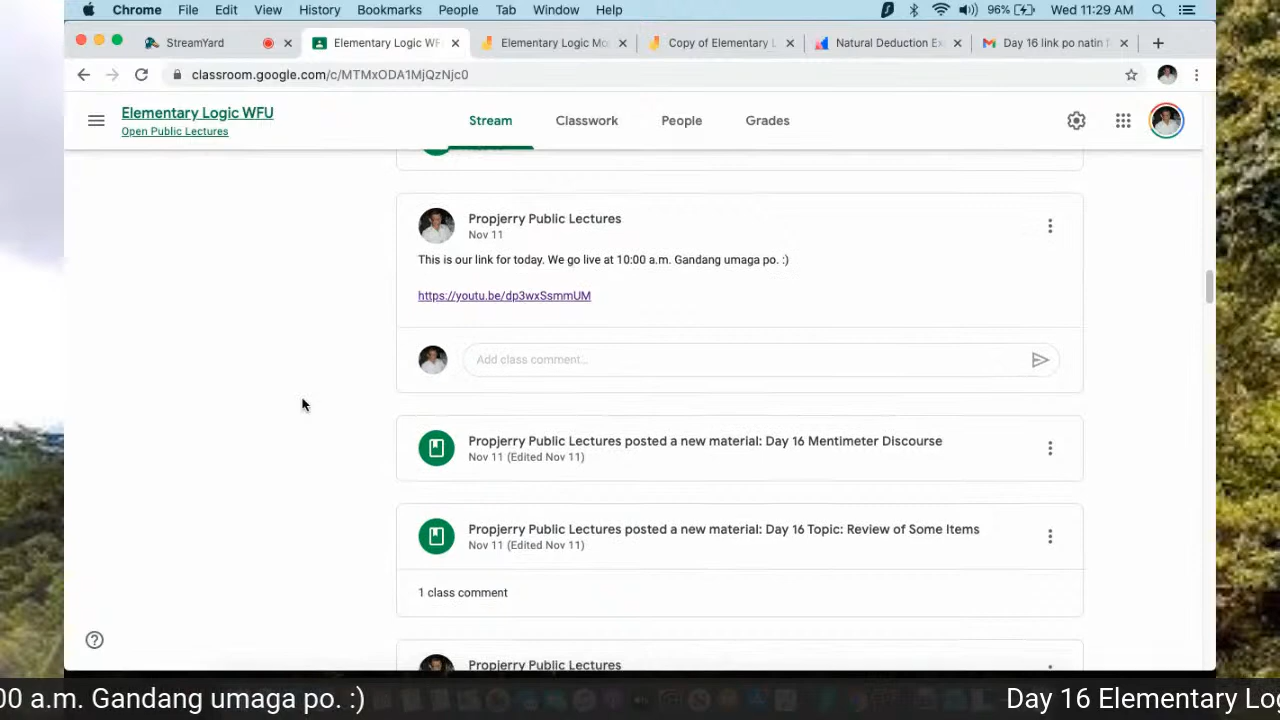 Chrome File Edit View History Bookmarks People Tab Window Help 96% Wed 11:29 AM
StreamYard Elementary Logic WF Elementary Logic Mo Copy of Elementary L Natural Deduction Ex Day 16 link po natin
classroom.google.com/c/MTMxODA1MjQzNjc0
Elementary Logic WFU
Open Public Lectures
Stream Classwork People Grades
Propjerry Public Lectures
Nov 11
This is our link for today. We go live at 10:00 a.m. Gandang umaga po. :)
https://youtu.be/dp3wxSsmmUM
Add class comment...
Propjerry Public Lectures posted a new material: Day 16 Mentimeter Discourse
Nov 11 (Edited Nov 11)
Propjerry Public Lectures posted a new material: Day 16 Topic: Review of Some Items
Nov 11 (Edited Nov 11)
1 class comment
Propjerry Public Lectures
00 a.m. Gandang umaga po. :) Day 16 Elementary Log